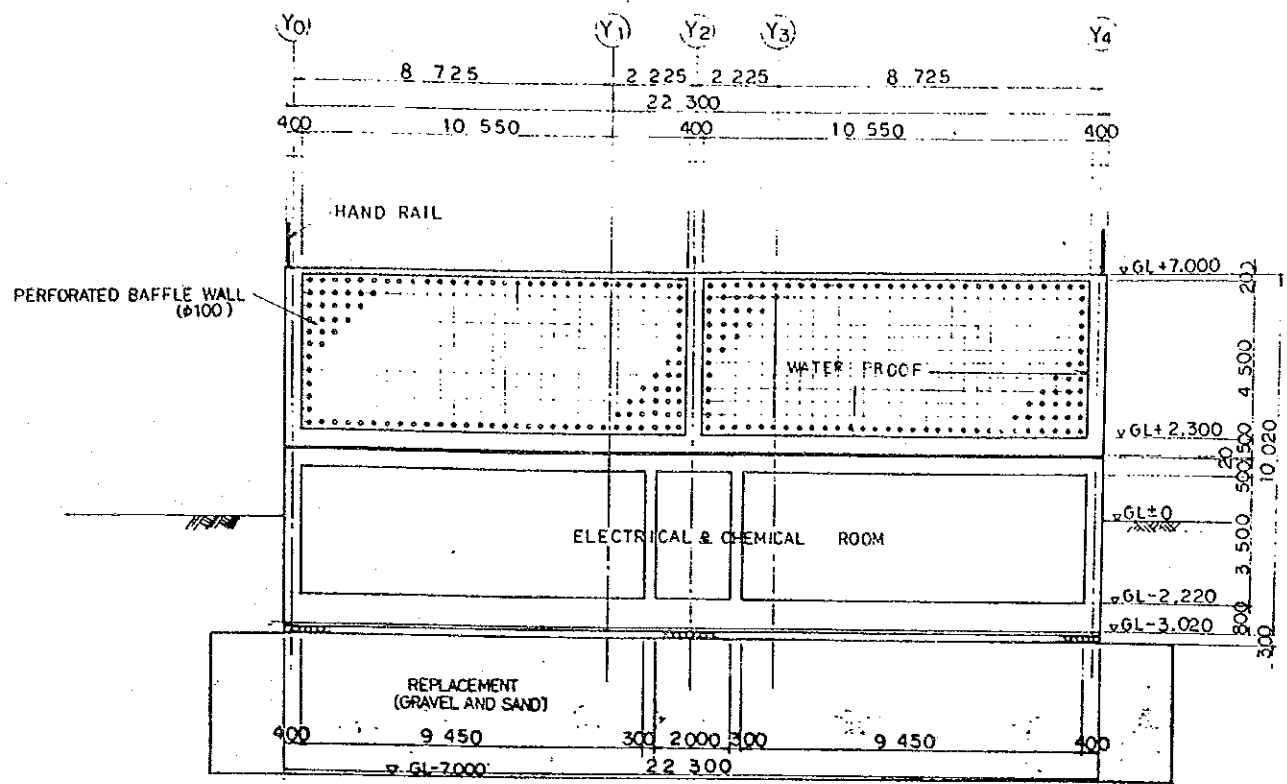 Y0 Y1 Y2 Y3 Y4
8 725 2 225 2 225 8 725
22 300
400 10 550 400 10 550 400
HAND RAIL
GL+7.000
PERFORATED BAFFLE WALL
(φ100)
200
WATER PROOF
4 500
GL+2.300
500
20
500
10 020
GL±0
ELECTRICAL & CHEMICAL ROOM
3 500
GL-2,220
800
GL-3.020
300
REPLACEMENT
(GRAVEL AND SAND)
400 9 450 300 2000 300 9 450 400
GL-7.000 22 300